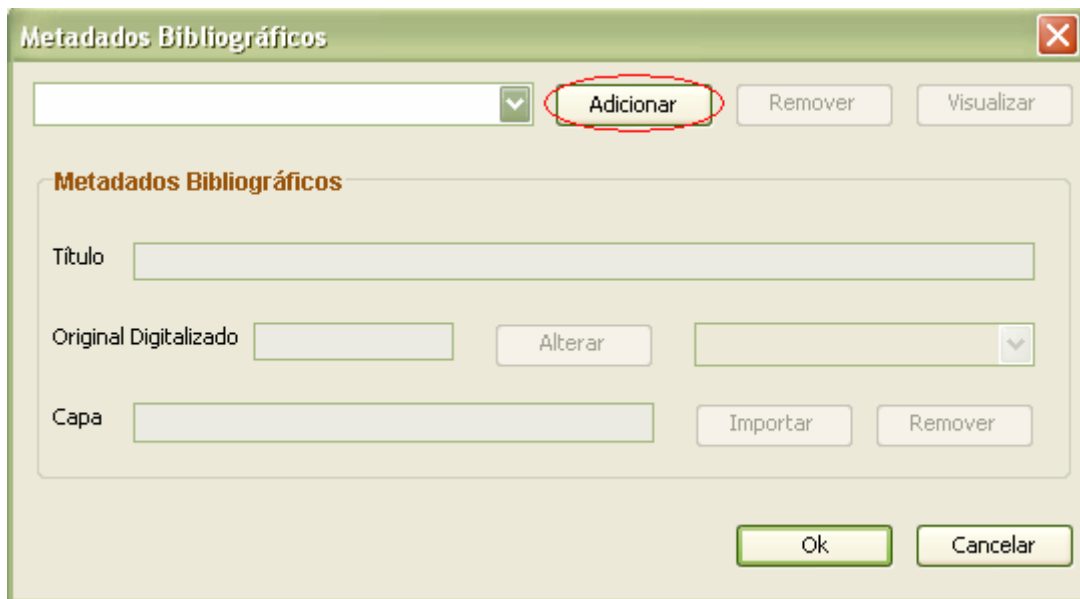 Metadados Bibliográficos
Adicionar Remover Visualizar
Metadados Bibliográficos
Título
Original Digitalizado Alterar
Capa Importar Remover
Ok Cancelar